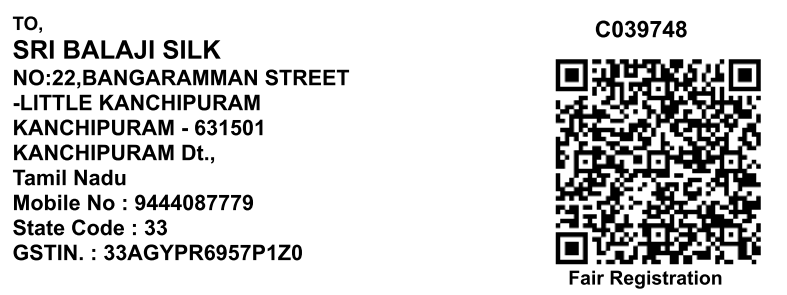 TO,
SRI BALAJI SILK
NO:22,BANGARAMMAN STREET
-LITTLE KANCHIPURAM
KANCHIPURAM - 631501
KANCHIPURAM Dt.,
Tamil Nadu
Mobile No : 9444087779
State Code : 33
GSTIN. : 33AGYPR6957P1Z0
C039748
Fair Registration